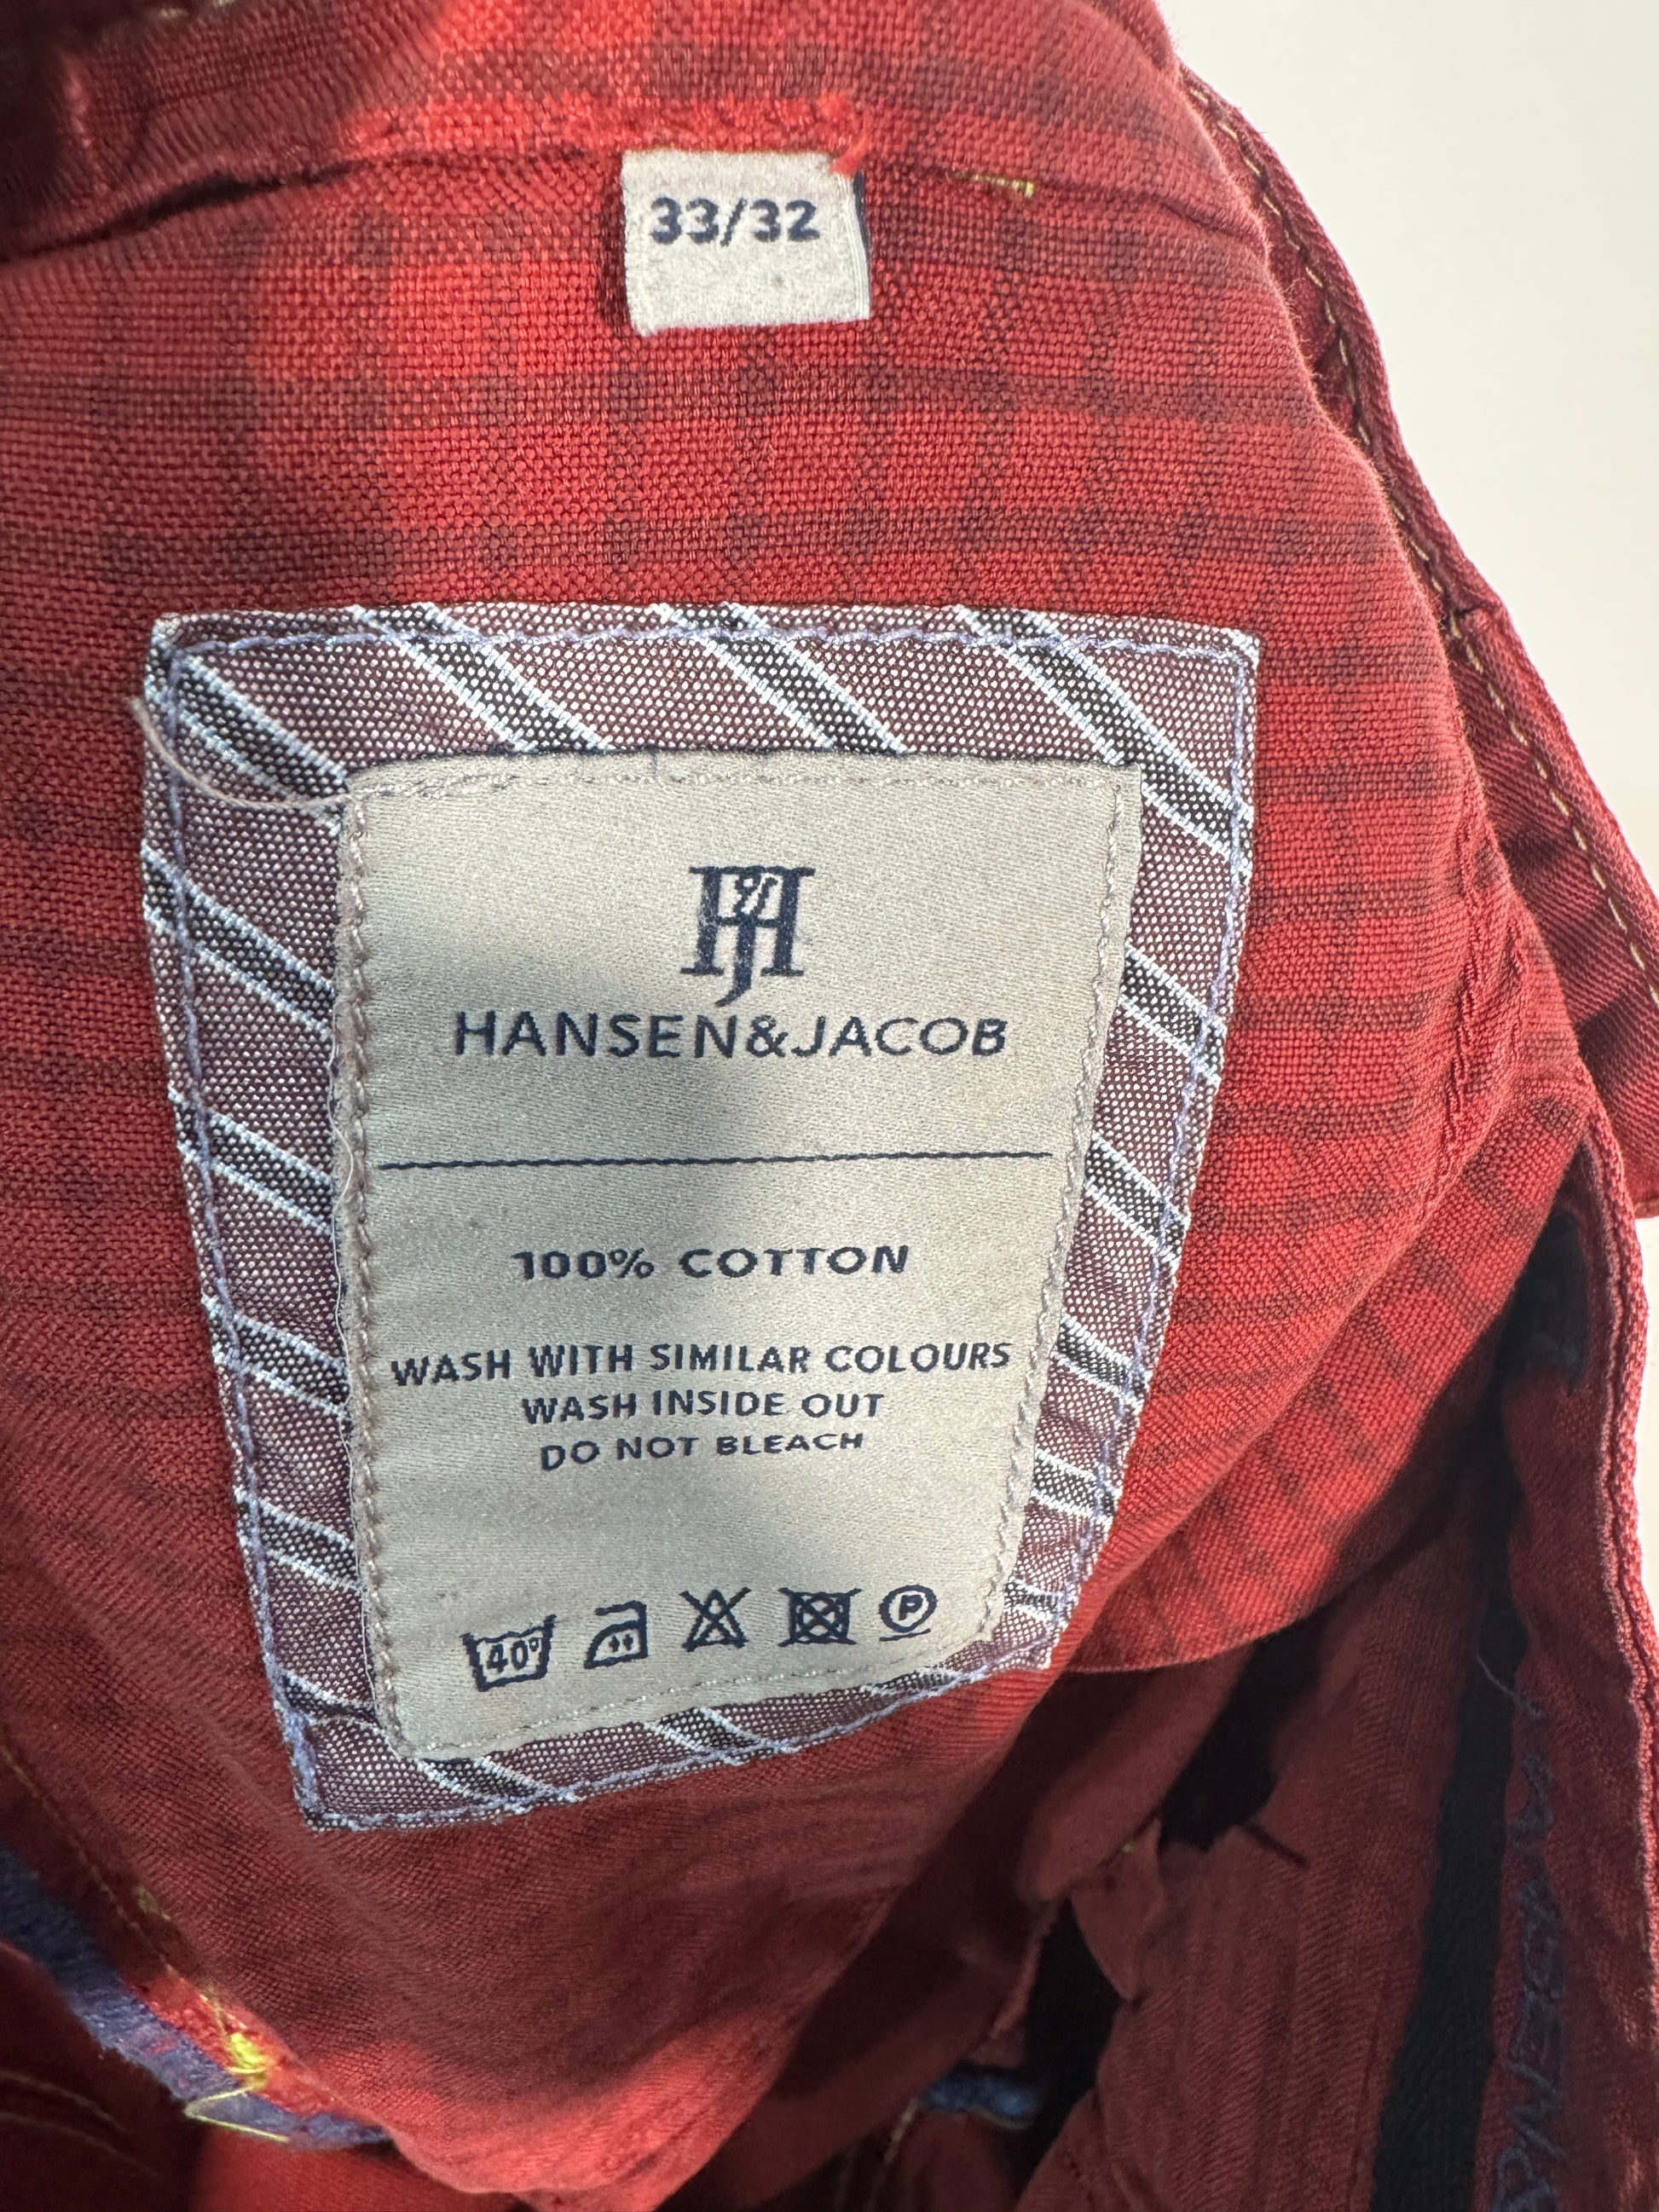 33/32
HJ
HANSEN&JACOB
100% COTTON
WASH WITH SIMILAR COLOURS
WASH INSIDE OUT
DO NOT BLEACH
40° P